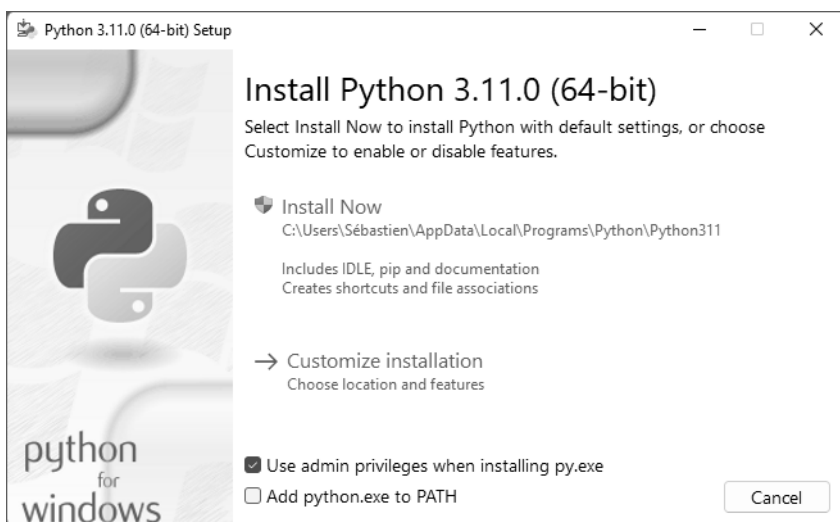 Python 3.11.0 (64-bit) Setup
Install Python 3.11.0 (64-bit)
Select Install Now to install Python with default settings, or choose
Customize to enable or disable features.
Install Now
C:\Users\Sébastien\AppData\Local\Programs\Python\Python311
Includes IDLE, pip and documentation
Creates shortcuts and file associations
Customize installation
Choose location and features
python
for
windows
Use admin privileges when installing py.exe
Add python.exe to PATH
Cancel